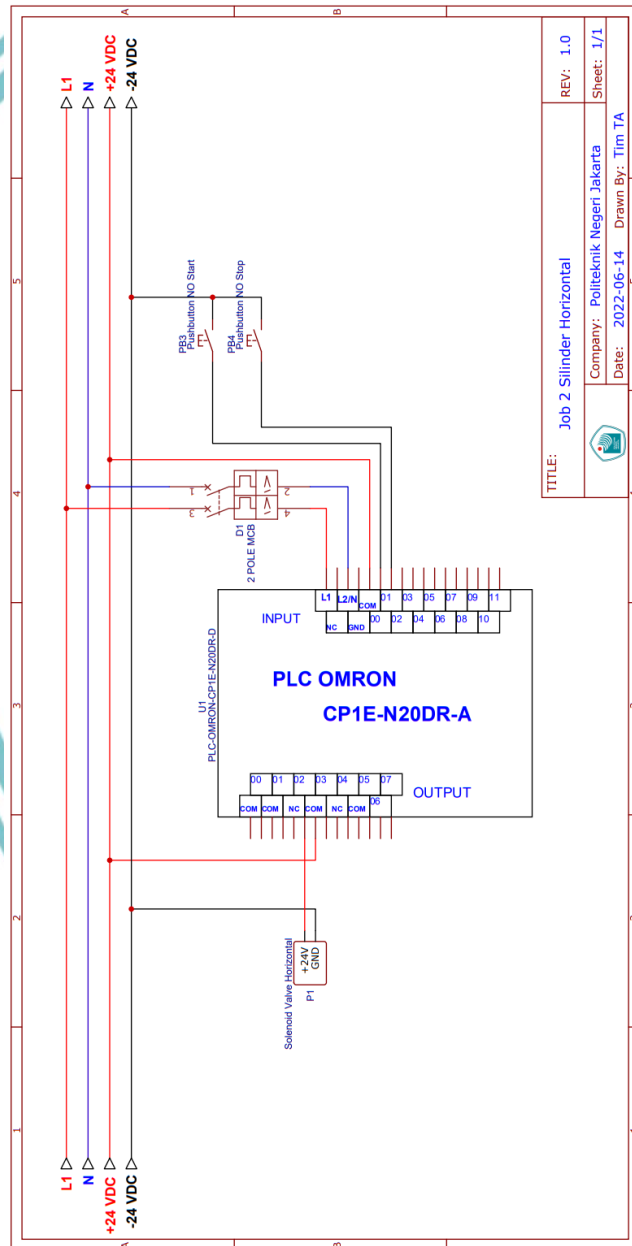 L1
N
+24 VDC
-24 VDC
A
B
5
4
3
2
1
A
B
5
4
3
2
1
PB3
Pushbutton NO Start
PB4
Pushbutton NO Stop
1
3
2
4
D1
2 POLE MCB
INPUT
L1
L2/N
COM
01
03
05
07
09
11
NC
GND
00
02
04
06
08
10
U1
PLC-OMRON-CP1E-N20DR-D
PLC OMRON
CP1E-N20DR-A
00
01
02
03
04
05
07
COM
COM
NC
COM
NC
COM
06
OUTPUT
Solenoid Valve Horizontal
+24V
GND
P1
L1
N
+24 VDC
-24 VDC
TITLE:
Job 2 Silinder Horizontal
REV: 1.0
Company: Politeknik Negeri Jakarta
Sheet: 1/1
Date: 2022-06-14 Drawn By: Tim TA